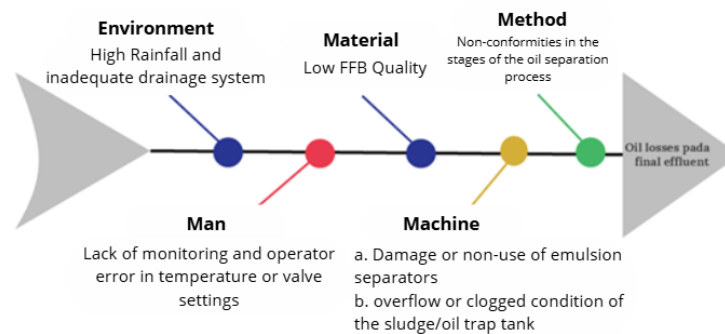 Environment
High Rainfall and
inadequate drainage system
Material
Low FFB Quality
Method
Non-conformities in the
stages of the oil separation
process
Oil losses pada
final effluent
Man
Lack of monitoring and operator
error in temperature or valve
settings
Machine
a. Damage or non-use of emulsion
separators
b. overflow or clogged condition of
the sludge/oil trap tank